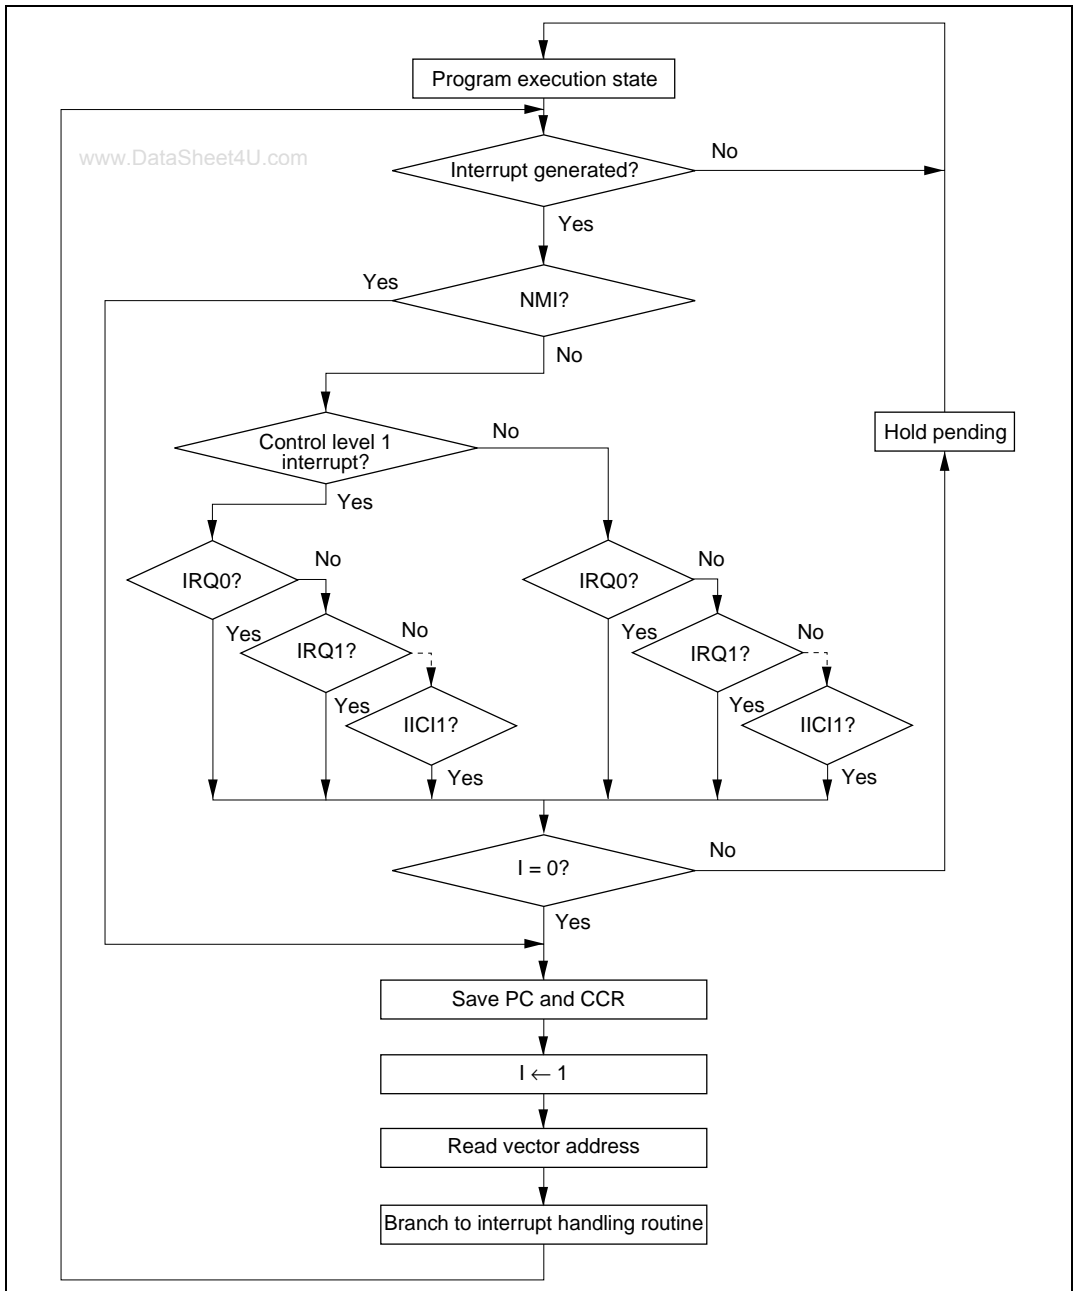 Program execution state
www.DataSheet4U.com
Interrupt generated?
No
Yes
NMI?
Yes
No
Control level 1
interrupt?
No
Yes
Hold pending
IRQ0?
No
Yes
IRQ1?
No
Yes
IICI1?
Yes
IRQ0?
No
Yes
IRQ1?
No
Yes
IICI1?
Yes
I = 0?
No
Yes
Save PC and CCR
I ← 1
Read vector address
Branch to interrupt handling routine